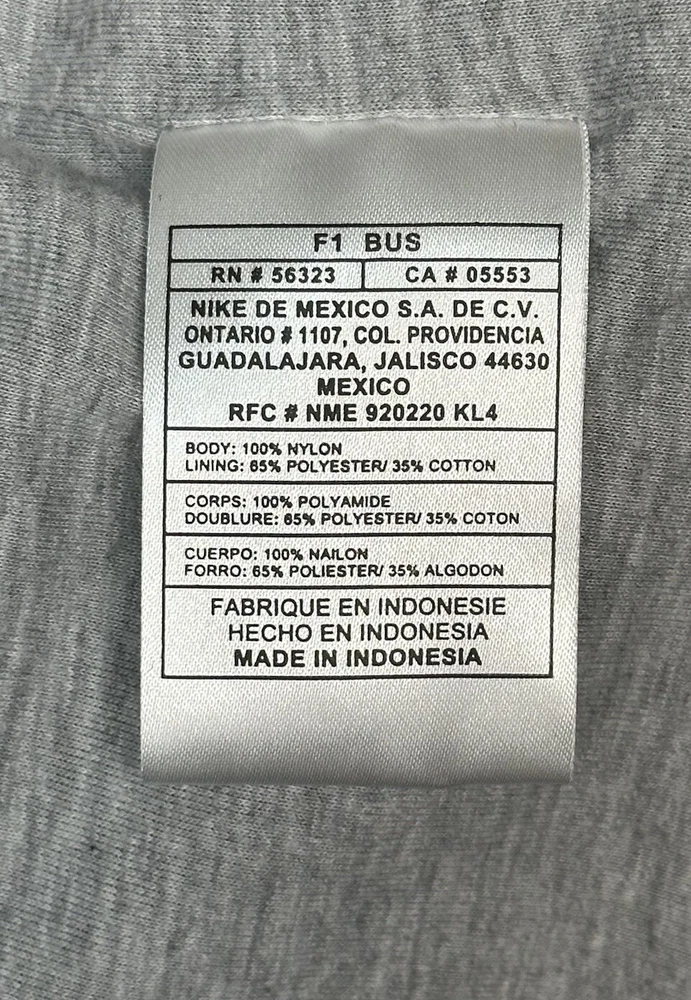 F1 BUS
RN # 56323 CA # 05553
NIKE DE MEXICO S.A. DE C.V.
ONTARIO # 1107, COL. PROVIDENCIA
GUADALAJARA, JALISCO 44630
MEXICO
RFC # NME 920220 KL4
BODY: 100% NYLON
LINING: 65% POLYESTER/ 35% COTTON
CORPS: 100% POLYAMIDE
DOUBLURE: 65% POLYESTER/ 35% COTON
CUERPO: 100% NAILON
FORRO: 65% POLIESTER/ 35% ALGODON
FABRIQUE EN INDONESIE
HECHO EN INDONESIA
MADE IN INDONESIA